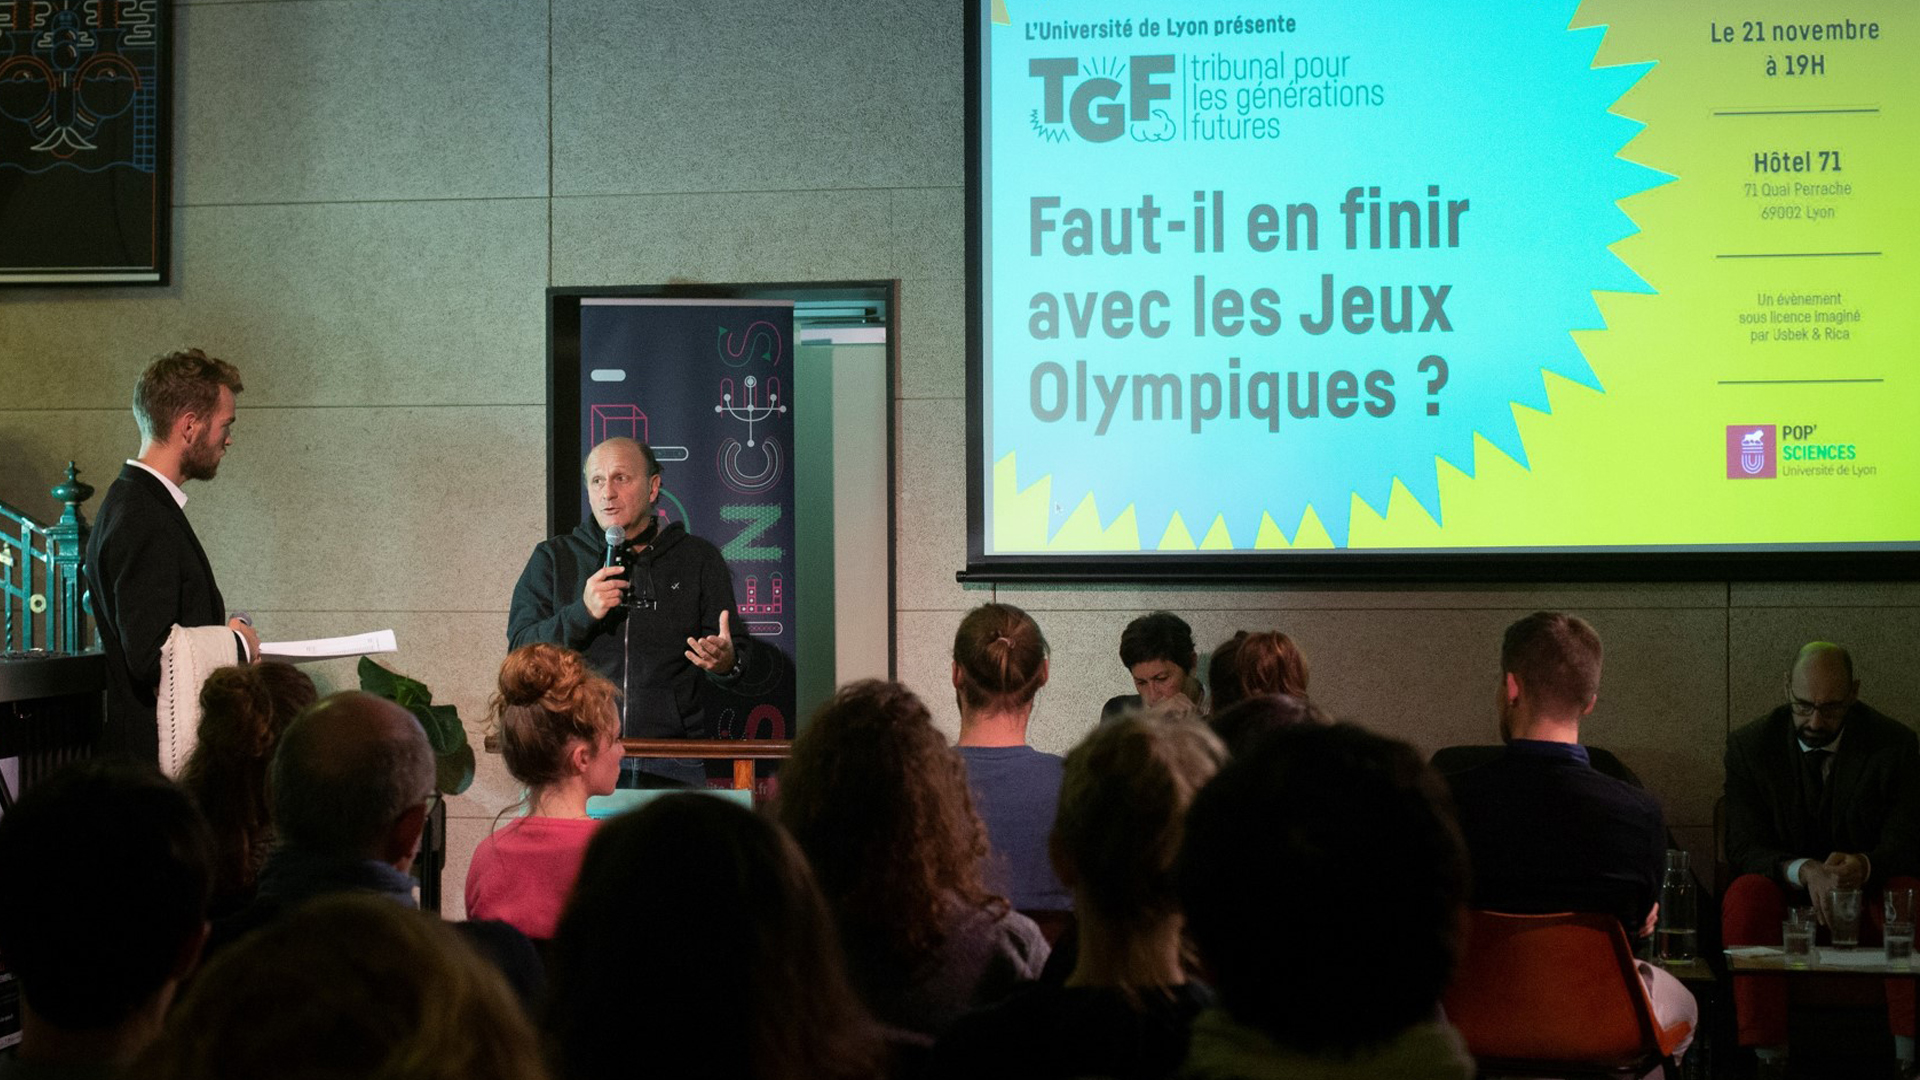 L'Université de Lyon présente
TGF
tribunal pour
les générations
futures
Faut-il en finir
avec les Jeux
Olympiques ?
Le 21 novembre
à 19H
Hôtel 71
71 Quai Perrache
69002 Lyon
Un évènement
sous licence imaginé
par Usbek & Rica
POP'
SCIENCES
Université de Lyon
SCIENCES